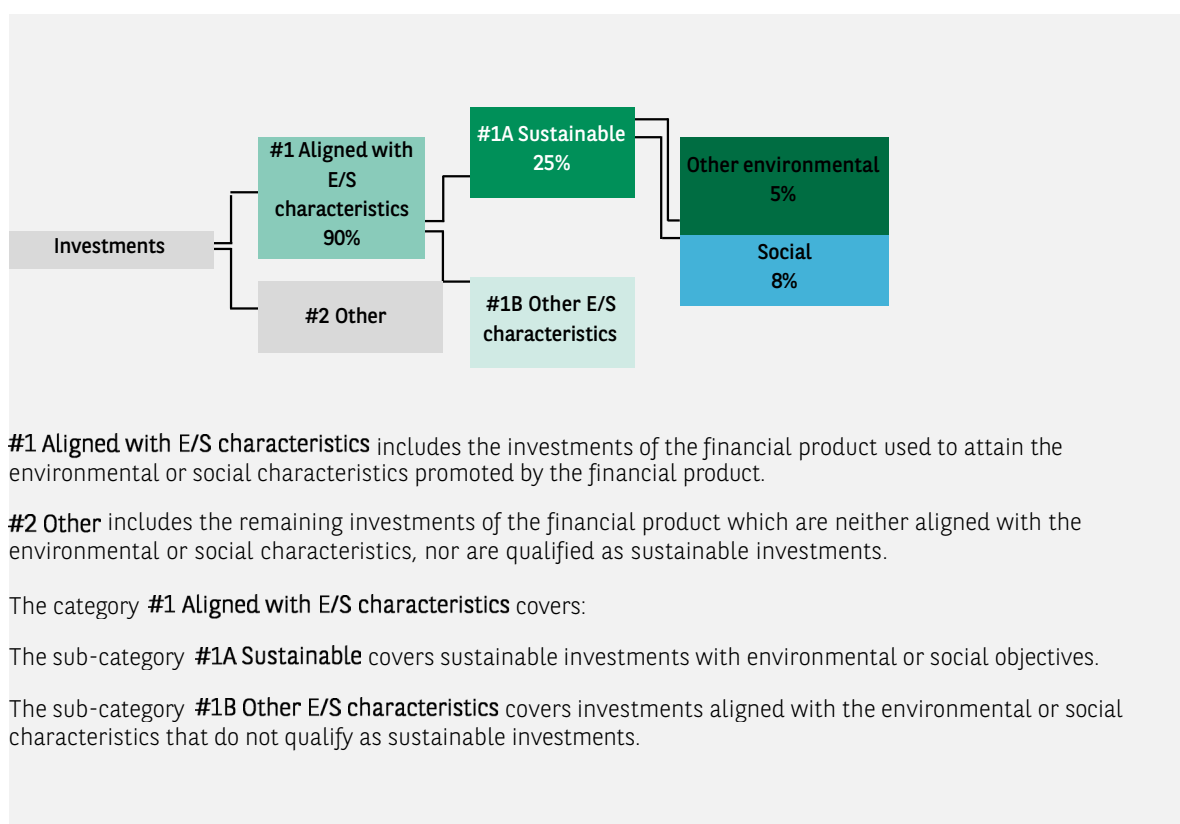 #1A Sustainable
25%
#1 Aligned with
E/S
characteristics
90%
Other environmental
5%
Investments
Social
8%
#2 Other
#1B Other E/S
characteristics
#1 Aligned with E/S characteristics includes the investments of the financial product used to attain the
environmental or social characteristics promoted by the financial product.
#2 Other includes the remaining investments of the financial product which are neither aligned with the
environmental or social characteristics, nor are qualified as sustainable investments.
The category #1 Aligned with E/S characteristics covers:
The sub-category #1A Sustainable covers sustainable investments with environmental or social objectives.
The sub-category #1B Other E/S characteristics covers investments aligned with the environmental or social
characteristics that do not qualify as sustainable investments.